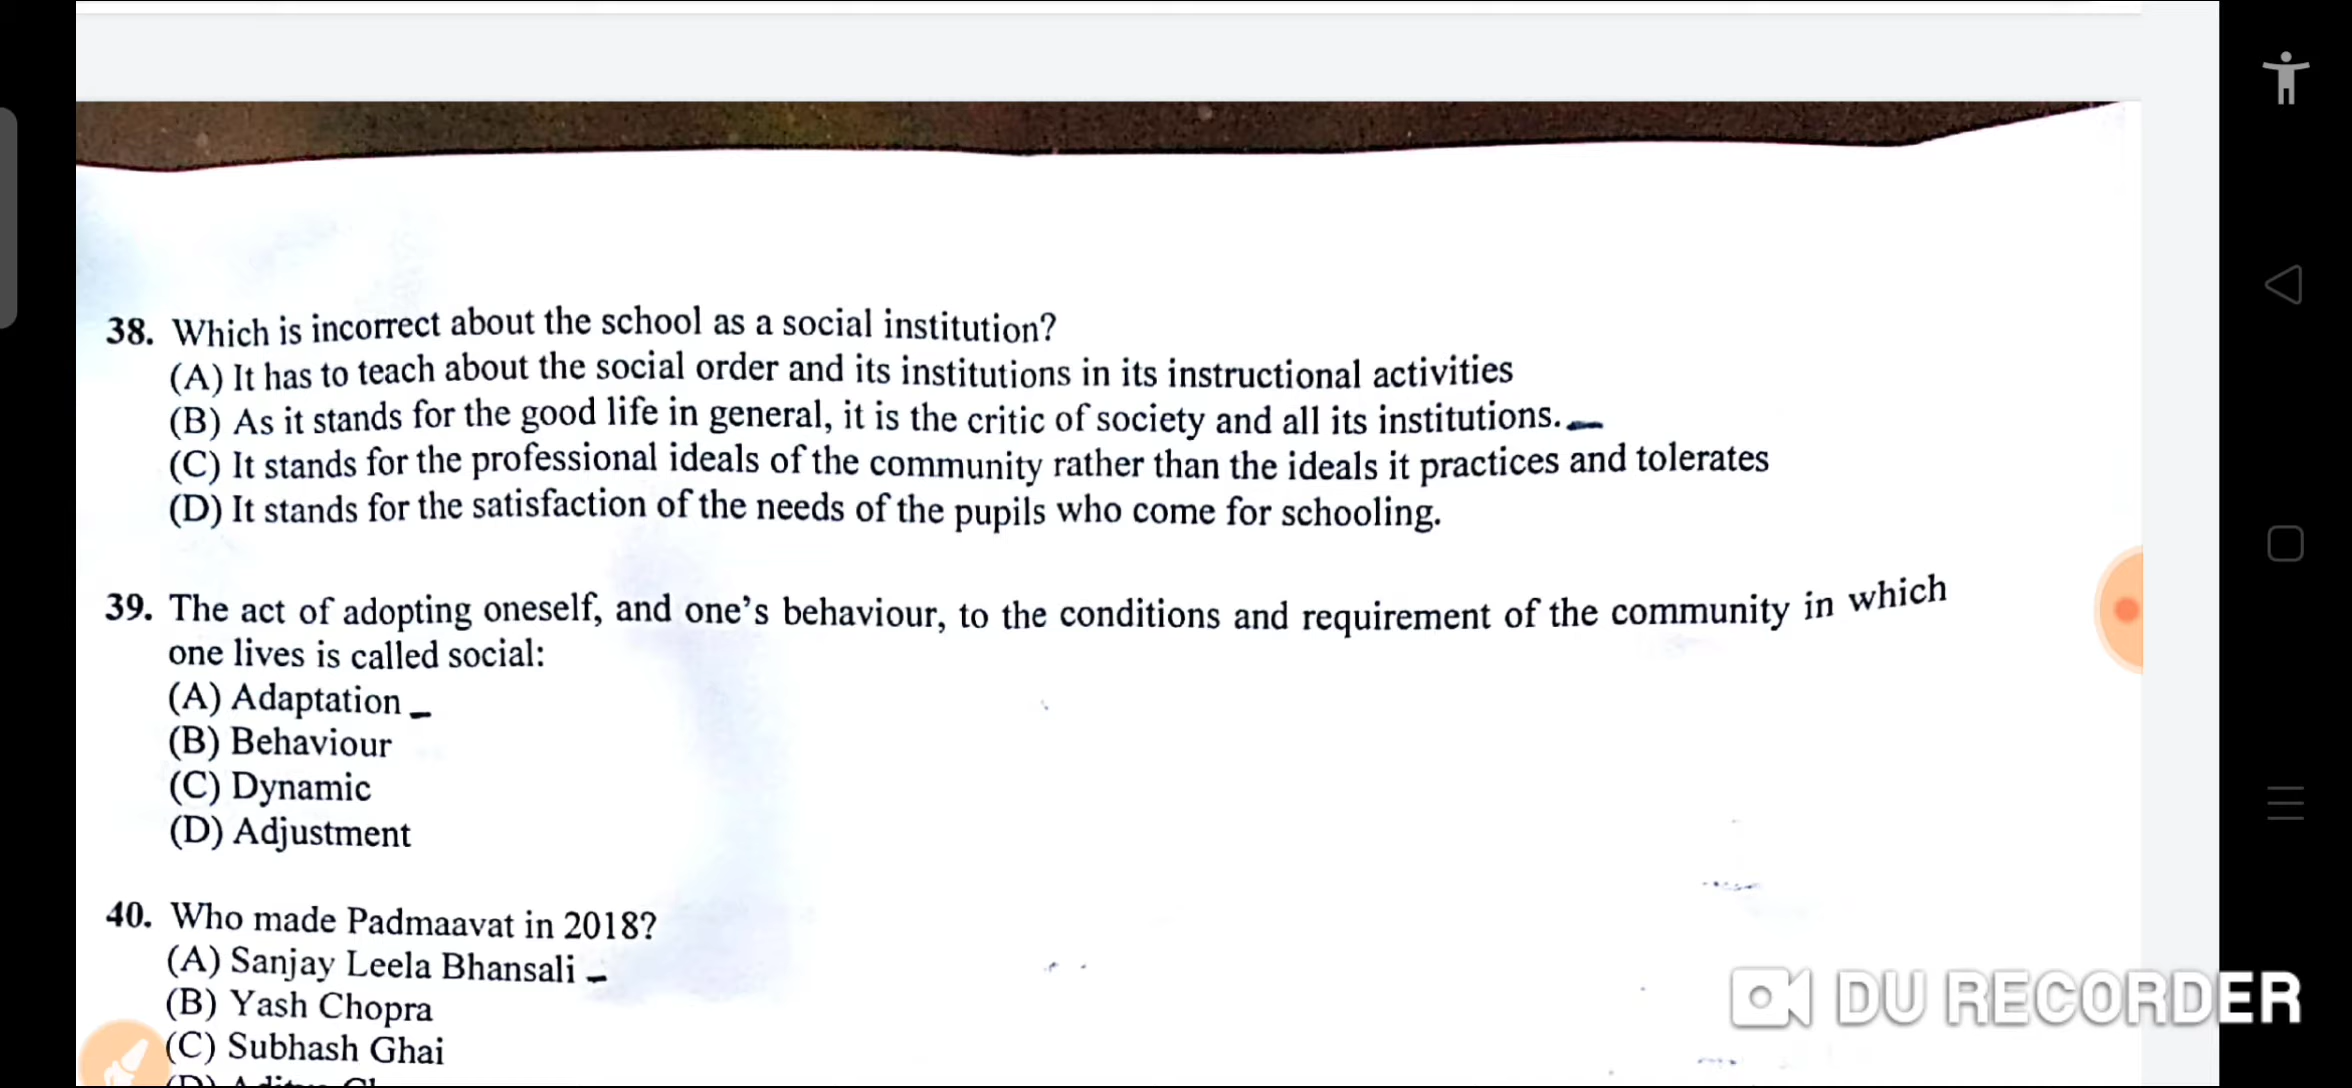 38. Which is incorrect about the school as a social institution?
(A) It has to teach about the social order and its institutions in its instructional activities
(B) As it stands for the good life in general, it is the critic of society and all its institutions.
(C) It stands for the professional ideals of the community rather than the ideals it practices and tolerates
(D) It stands for the satisfaction of the needs of the pupils who come for schooling.
39. The act of adopting oneself, and one's behaviour, to the conditions and requirement of the community in which
one lives is called social:
(A) Adaptation
(B) Behaviour
(C) Dynamic
(D) Adjustment
40. Who made Padmaavat in 2018?
(A) Sanjay Leela Bhansali
(B) Yash Chopra
(C) Subhash Ghai
DU RECORDER